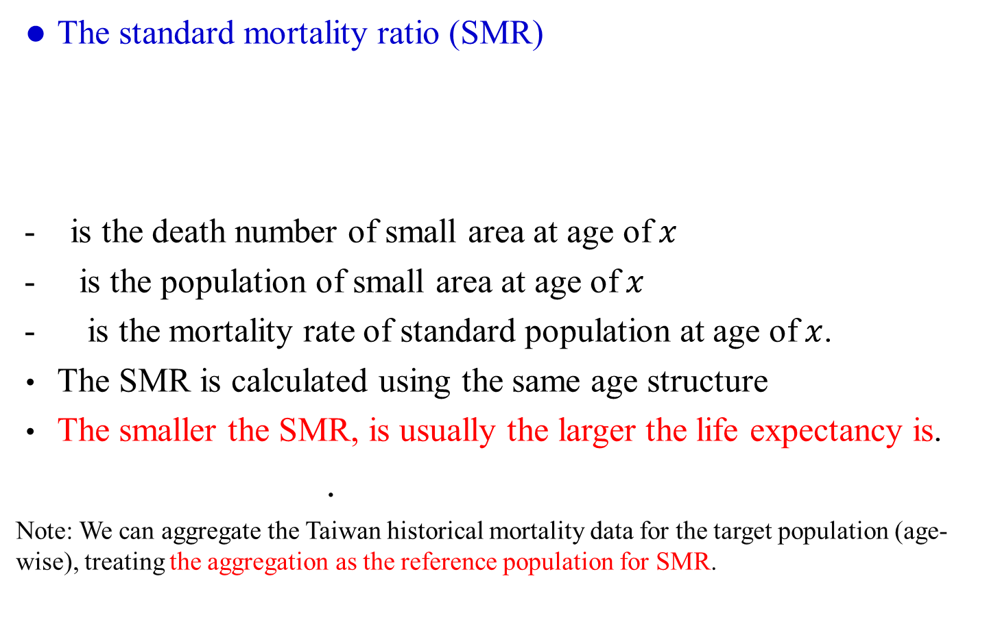 ● The standard mortality ratio (SMR)
- is the death number of small area at age of x
- is the population of small area at age of x
- is the mortality rate of standard population at age of x.
• The SMR is calculated using the same age structure
• The smaller the SMR, is usually the larger the life expectancy is.
.
Note: We can aggregate the Taiwan historical mortality data for the target population (age-
wise), treating the aggregation as the reference population for SMR.